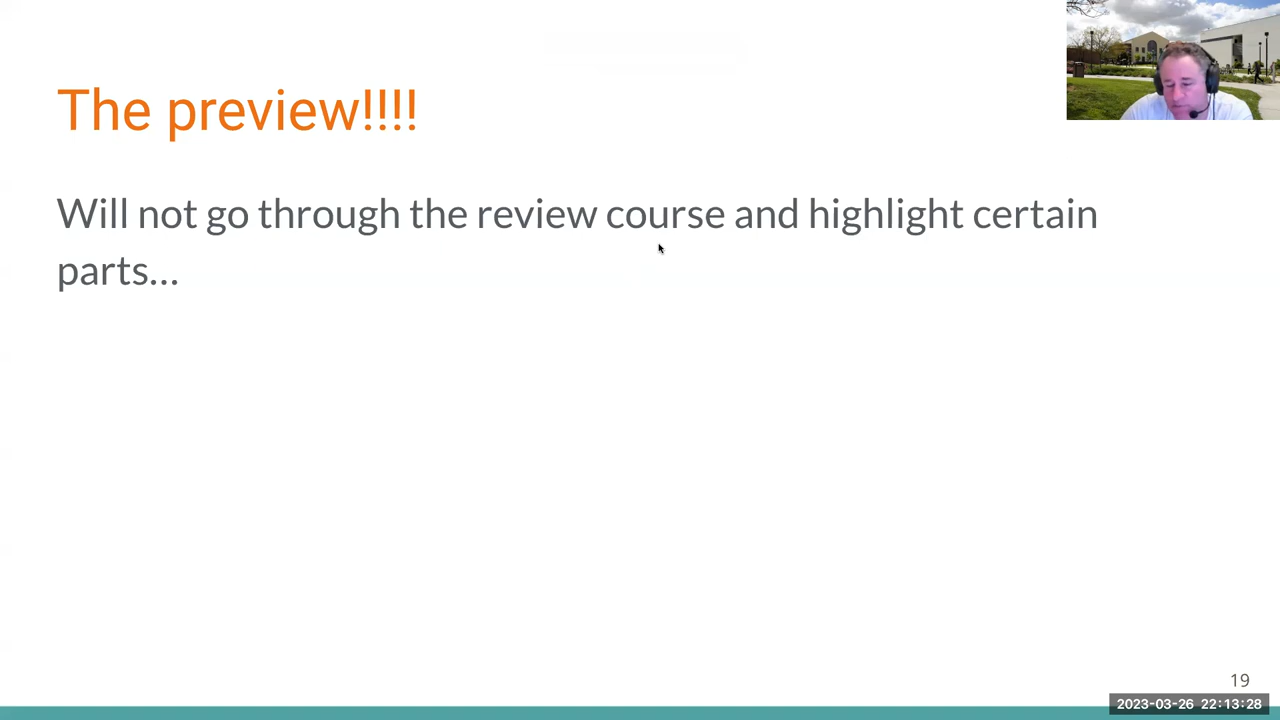 The preview!!!!
Will not go through the review course and highlight certain
parts...
19
2023-03-26 22:13:28